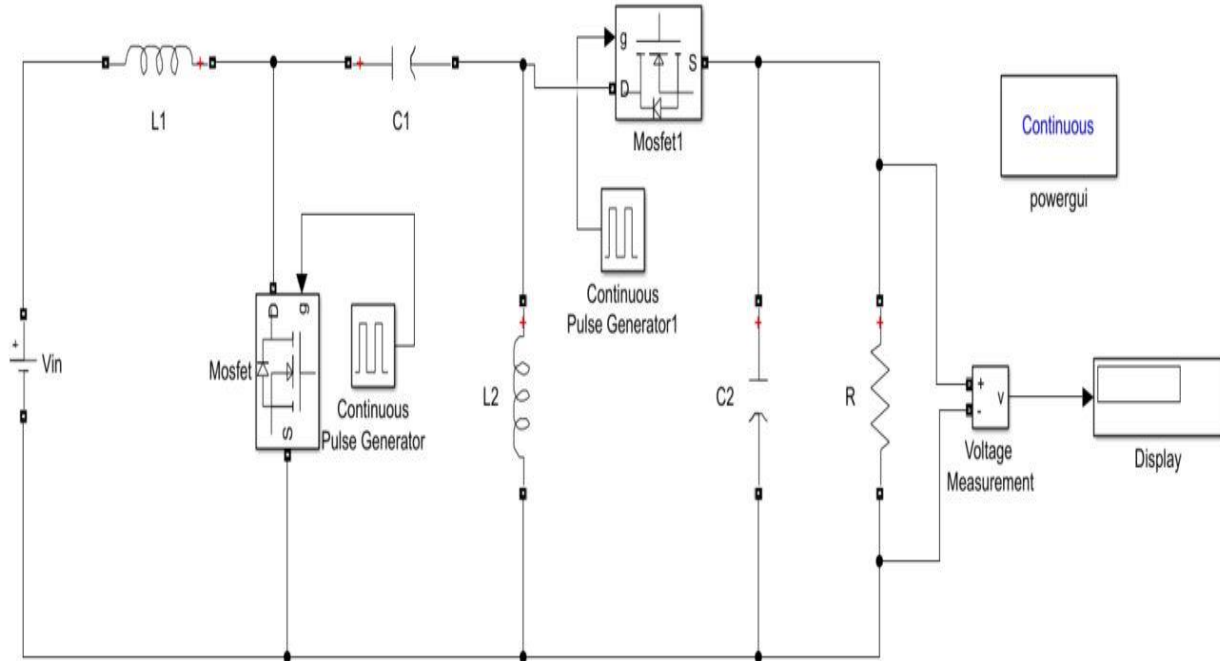 L1
C1
g
D
S
Mosfet1
Continuous
powergui
Continuous
Pulse Generator1
+
Vin
D
g
S
Mosfet
Continuous
Pulse Generator
L2
C2
R
+
-
v
Voltage
Measurement
Display